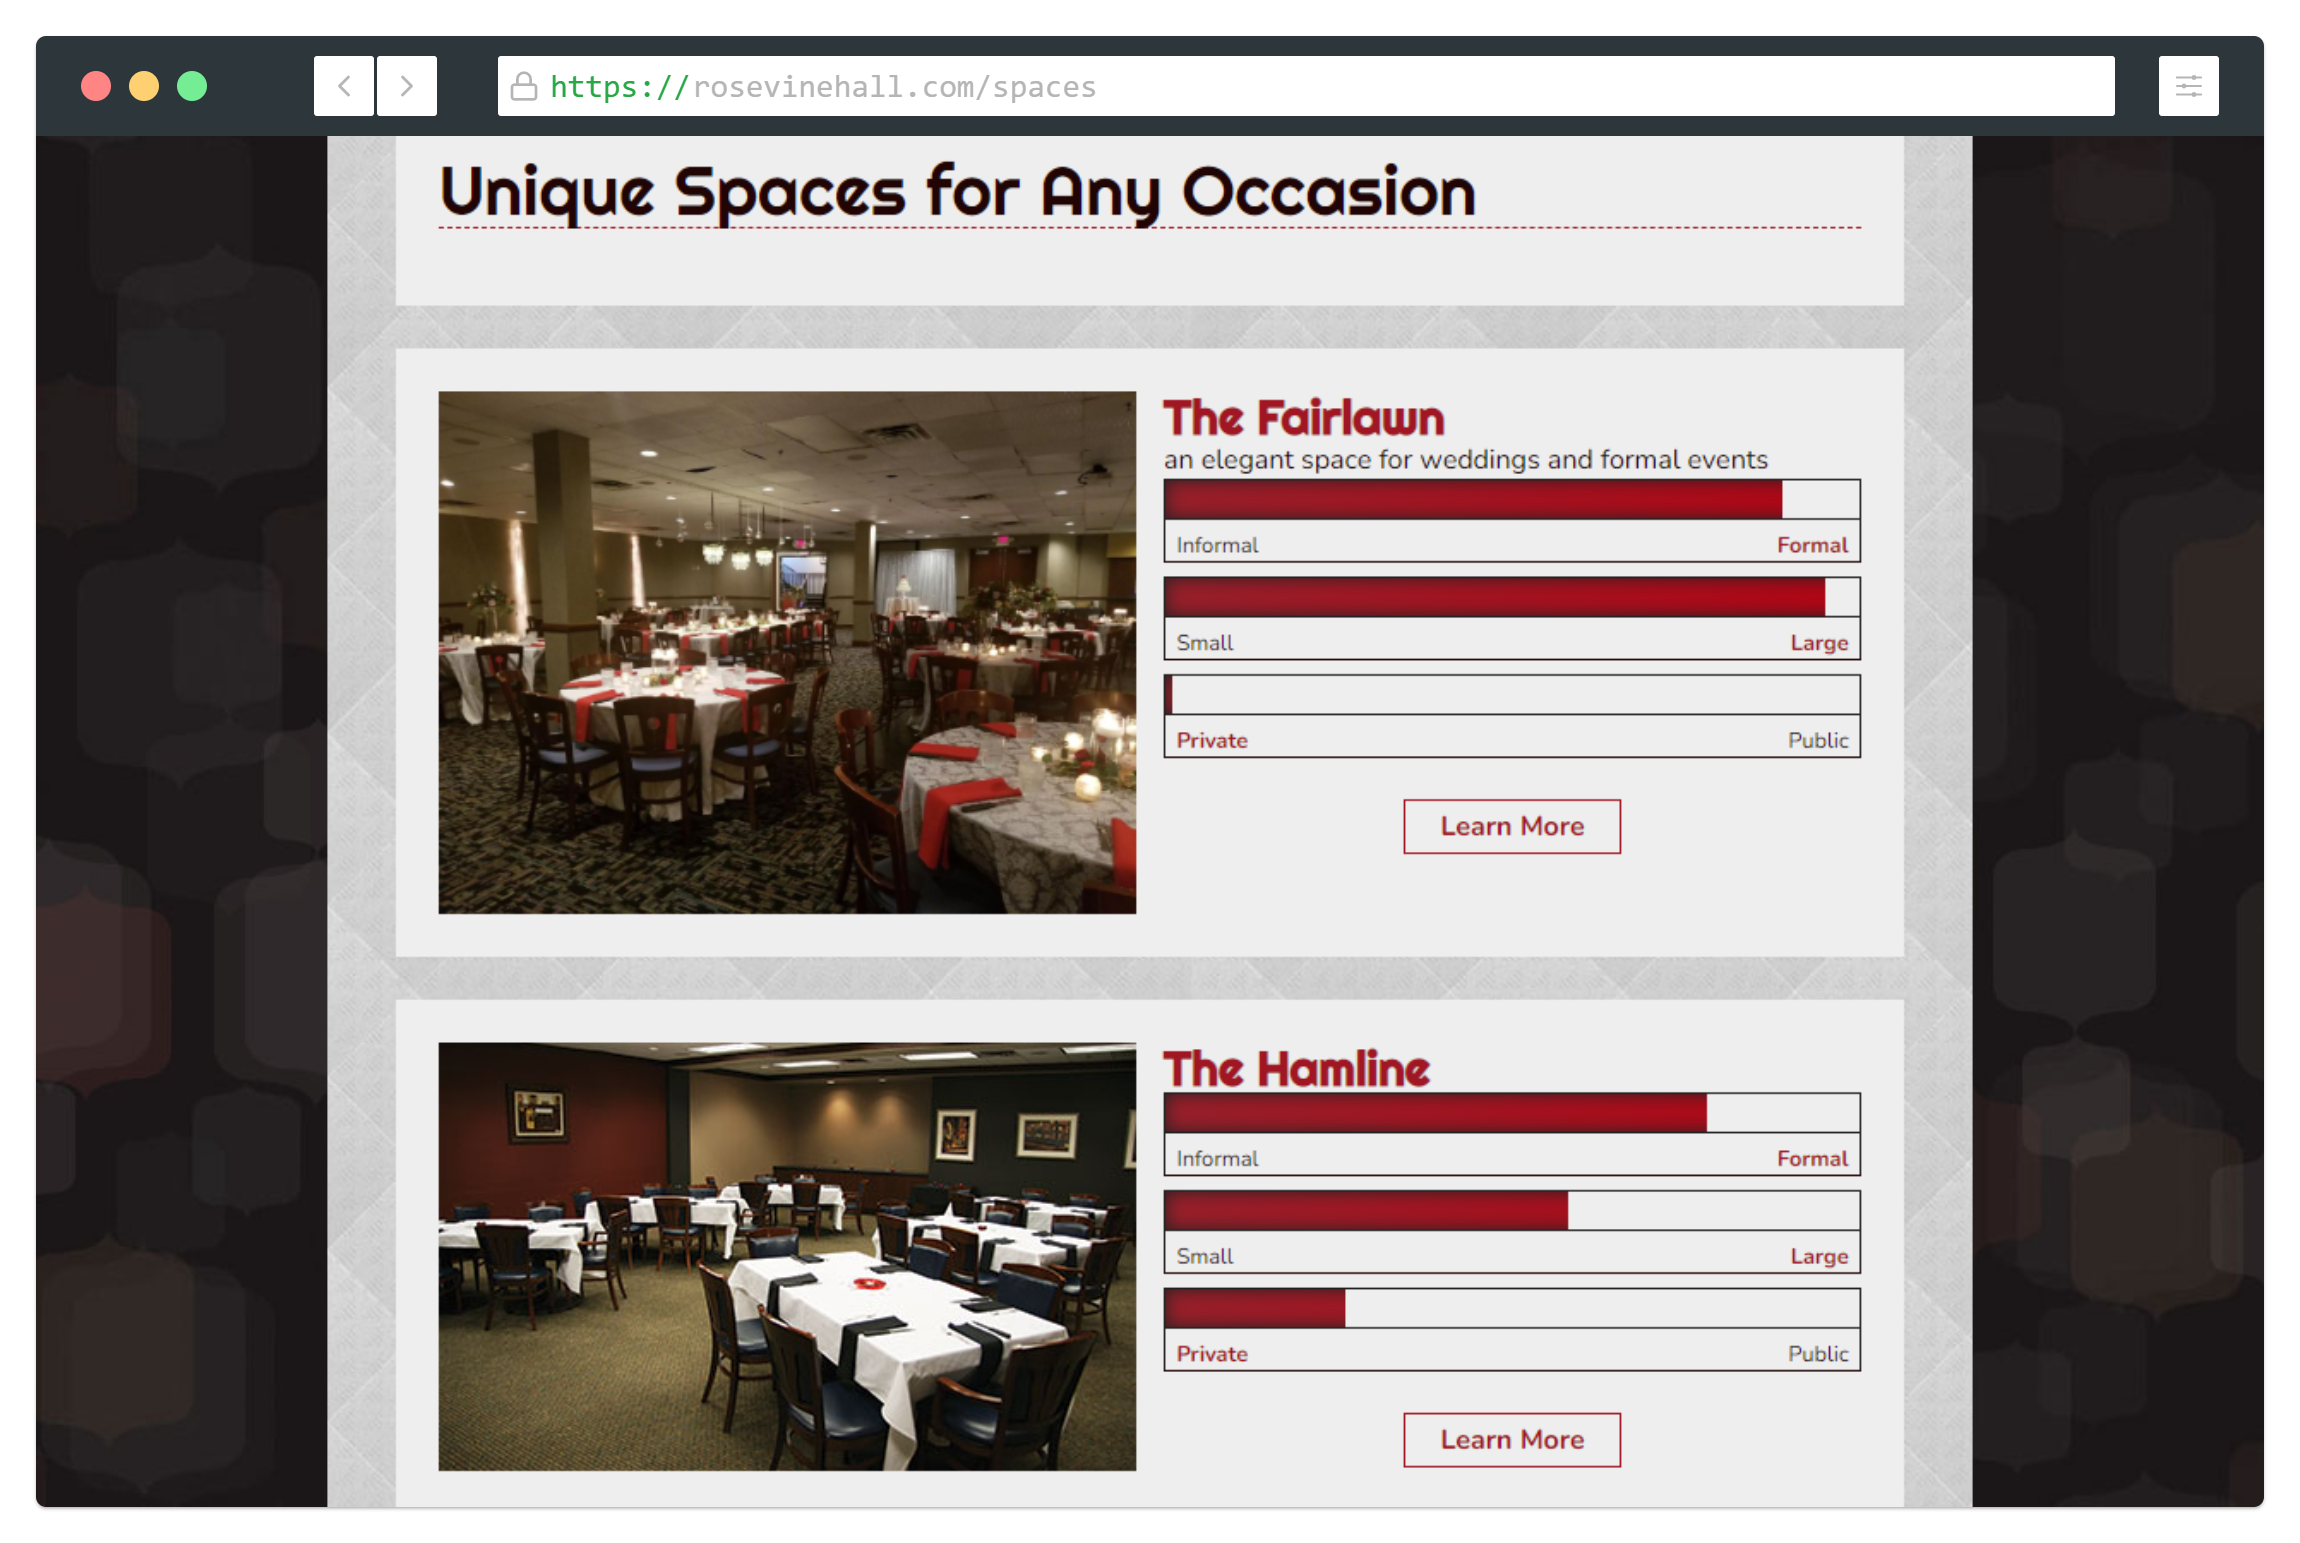 https://rosevinehall.com/spaces
Unique Spaces for Any Occasion
The Fairlawn
an elegant space for weddings and formal events
Informal Formal
Small Large
Private Public
Learn More
The Hamline
Informal Formal
Small Large
Private Public
Learn More